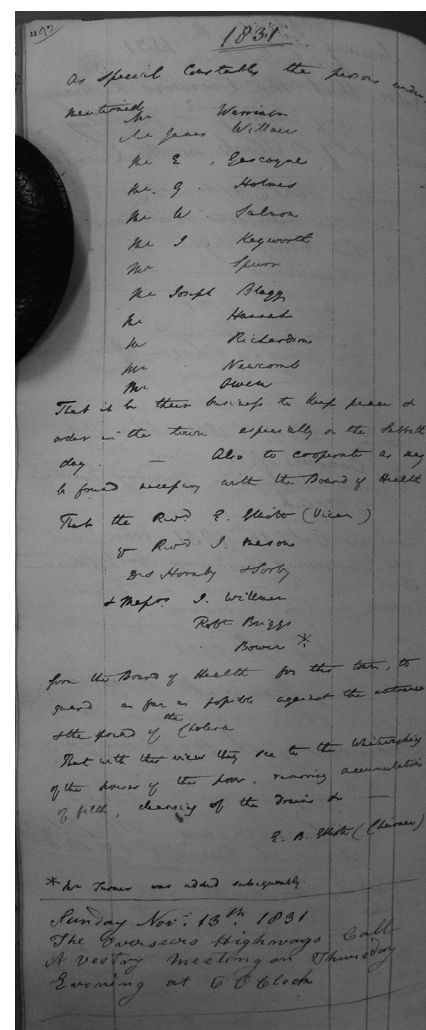 1831
As special Constables the persons under
mentioned
Mr Warriner
Mr James Willmer
Mr E. Gascoyne
Mr. G. Holmes
Mr W. Salmon
Mr J. Kegworth
Mr Spurr
Mr Joseph Blagg
Mr Hannah
Mr Richardson
Mr Newcomb
Mr Owen
That it be their business to keep peace &
order in the town especially on the Sabbath
day. — Also to cooperate as may
be found necessary with the Board of Health
That the Revd. E. Elliott (Vicar)
& Revd J. Mason
Drs Hornby & Sorby
& Messrs. J. Willmer
Robt Briggs
Bower *
form the Board of Health for this town, to
guard as far as possible against the entrance
& the spread of the Cholera
That with this view they see to the Whitewashing
of the houses of the poor, removing accumulations
of filth, cleansing of the Drains &c —
E. B. Elliott (Chairman)
* Mr Turner was added subsequently
Sunday Novr. 13th 1831
The Overseers Highways Call
A vestry Meeting on Thursday
Evening at 6 O Clock